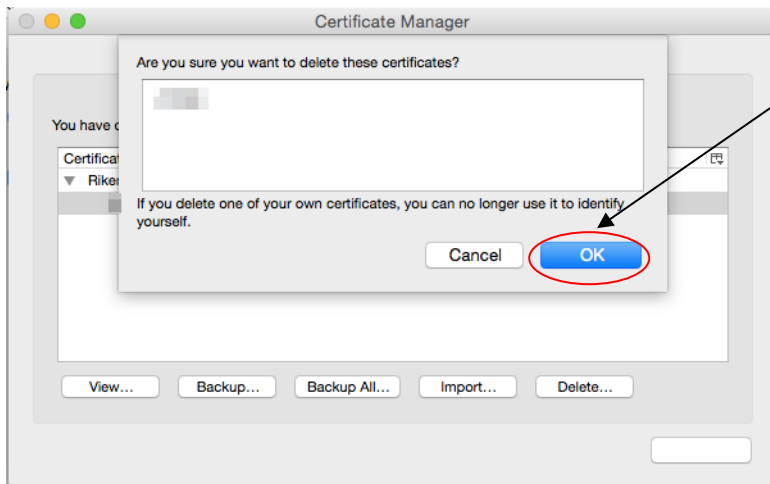 Certificate Manager
Are you sure you want to delete these certificates?
You have
Certificat
Riken
If you delete one of your own certificates, you can no longer use it to identify
yourself.
Cancel
OK
View...
Backup...
Backup All...
Import...
Delete...